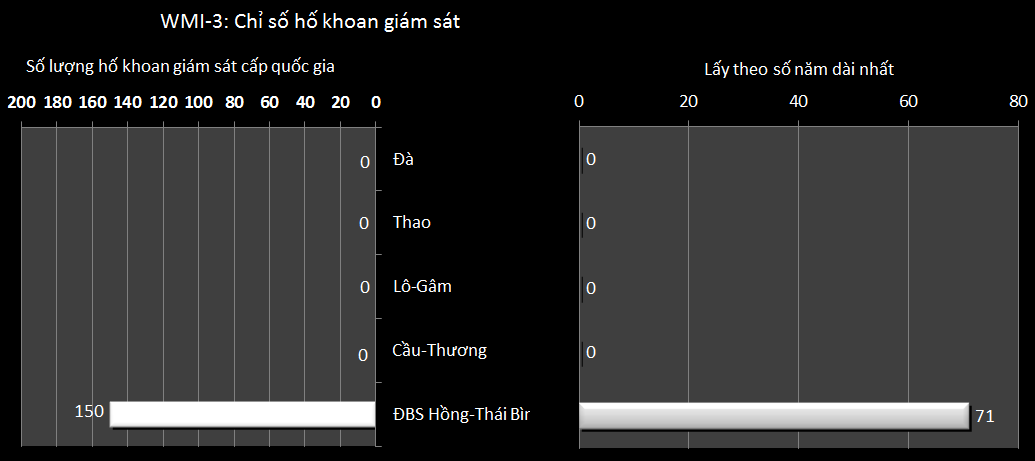 WMI-3: Chỉ số hố khoan giám sát
Số lượng hố khoan giám sát cấp quốc gia
200 180 160 140 120 100 80 60 40 20 0
Lấy theo số năm dài nhất
0 20 40 60 80
0 Đà 0
0 Thao 0
0 Lô-Gâm 0
0 Cầu-Thương 0
150 ĐBS Hồng-Thái Bìr 71